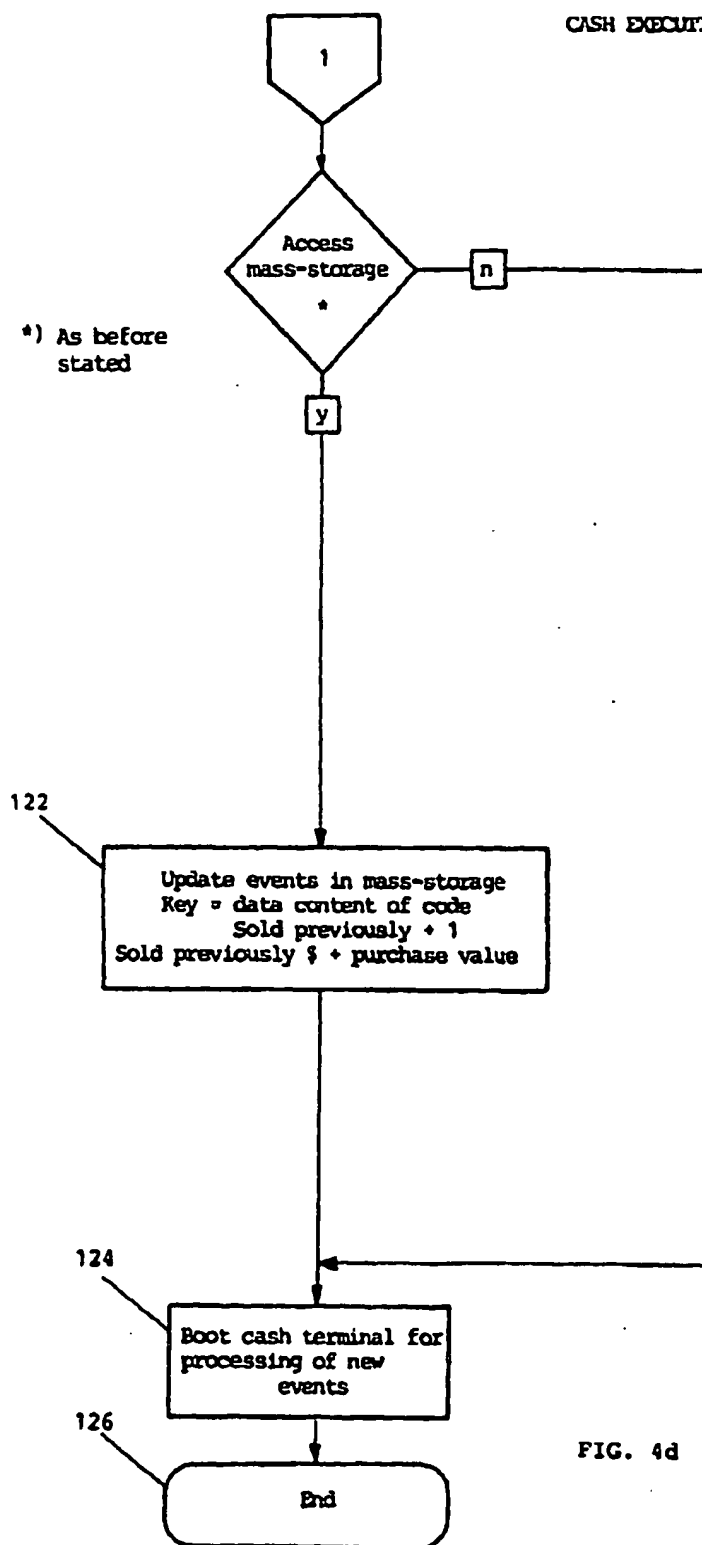 CASH EXECUT
1
Access
mass-storage
*
n
*) As before
stated
y
122
Update events in mass-storage
Key = data content of code
Sold previously + 1
Sold previously $ + purchase value
124
Boot cash terminal for
processing of new
events
126
End
FIG. 4d